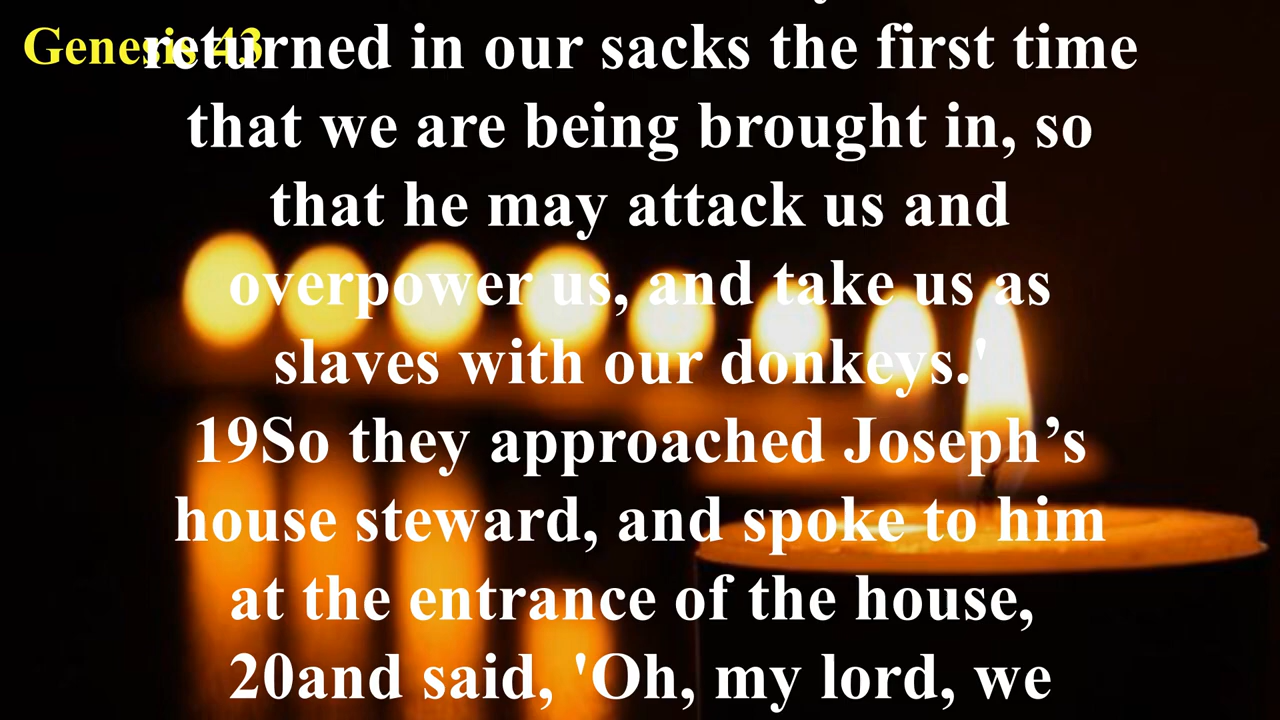 Genesis 43
returned in our sacks the first time
that we are being brought in, so
that he may attack us and
overpower us, and take us as
slaves with our donkeys.'
19So they approached Joseph’s
house steward, and spoke to him
at the entrance of the house,
20and said, 'Oh, my lord, we